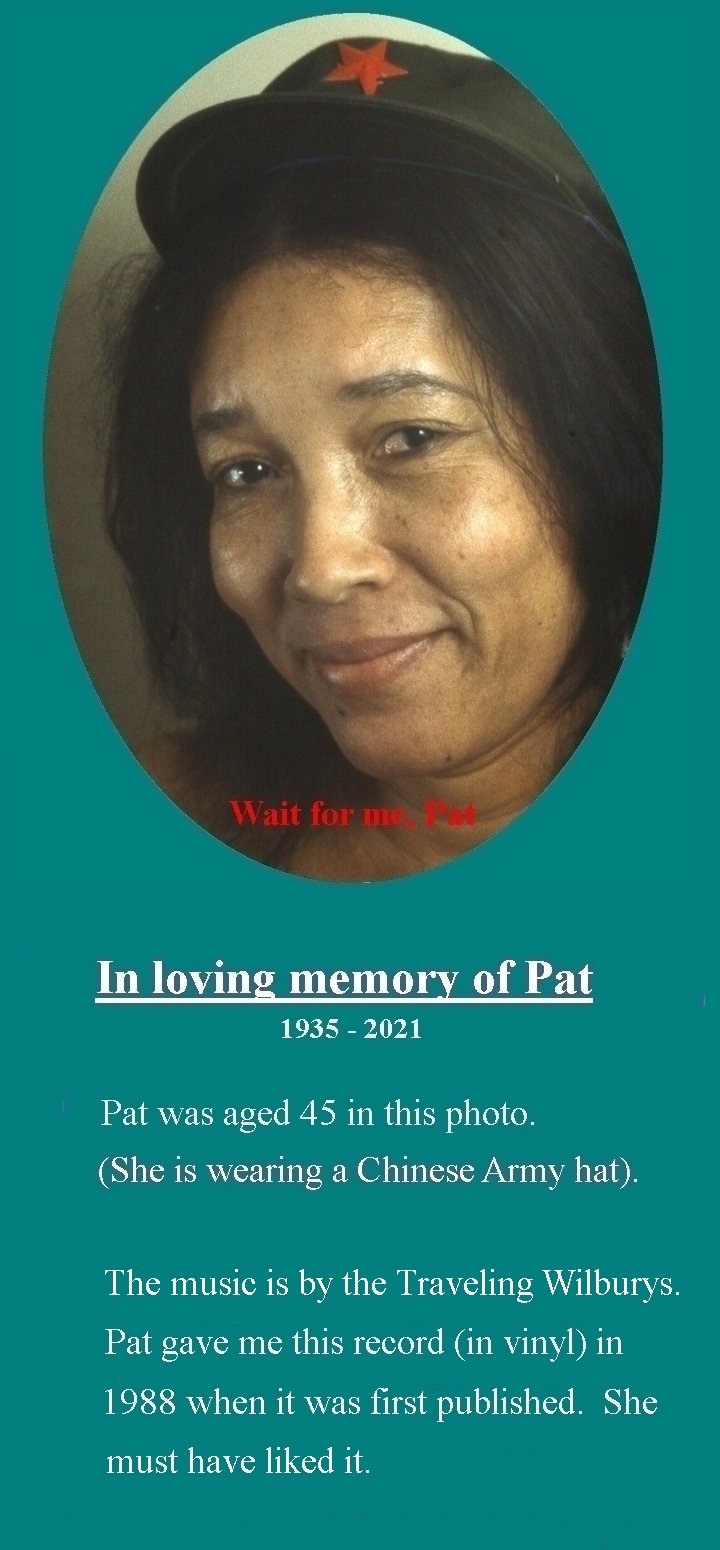 Wait for me, Pat
In loving memory of Pat
1935 - 2021
Pat was aged 45 in this photo.
(She is wearing a Chinese Army hat).
The music is by the Traveling Wilburys.
Pat gave me this record (in vinyl) in
1988 when it was first published.  She
must have liked it.